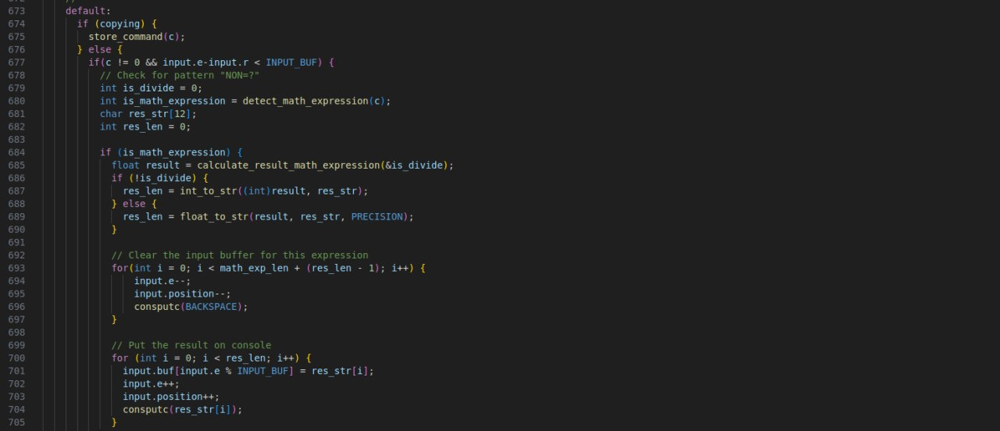 673 default:
674 if (copying) {
675 store_command(c);
676 } else {
677 if(c != 0 && input.e-input.r < INPUT_BUF) {
678 // Check for pattern "NON=?"
679 int is_divide = 0;
680 int is_math_expression = detect_math_expression(c);
681 char res_str[12];
682 int res_len = 0;
683
684 if (is_math_expression) {
685 float result = calculate_result_math_expression(&is_divide);
686 if (!is_divide) {
687 res_len = int_to_str((int)result, res_str);
688 } else {
689 res_len = float_to_str(result, res_str, PRECISION);
690 }
691
692 // Clear the input buffer for this expression
693 for(int i = 0; i < math_exp_len + (res_len - 1); i++) {
694 input.e--;
695 input.position--;
696 consputc(BACKSPACE);
697 }
698
699 // Put the result on console
700 for (int i = 0; i < res_len; i++) {
701 input.buf[input.e % INPUT_BUF] = res_str[i];
702 input.e++;
703 input.position++;
704 consputc(res_str[i]);
705 }